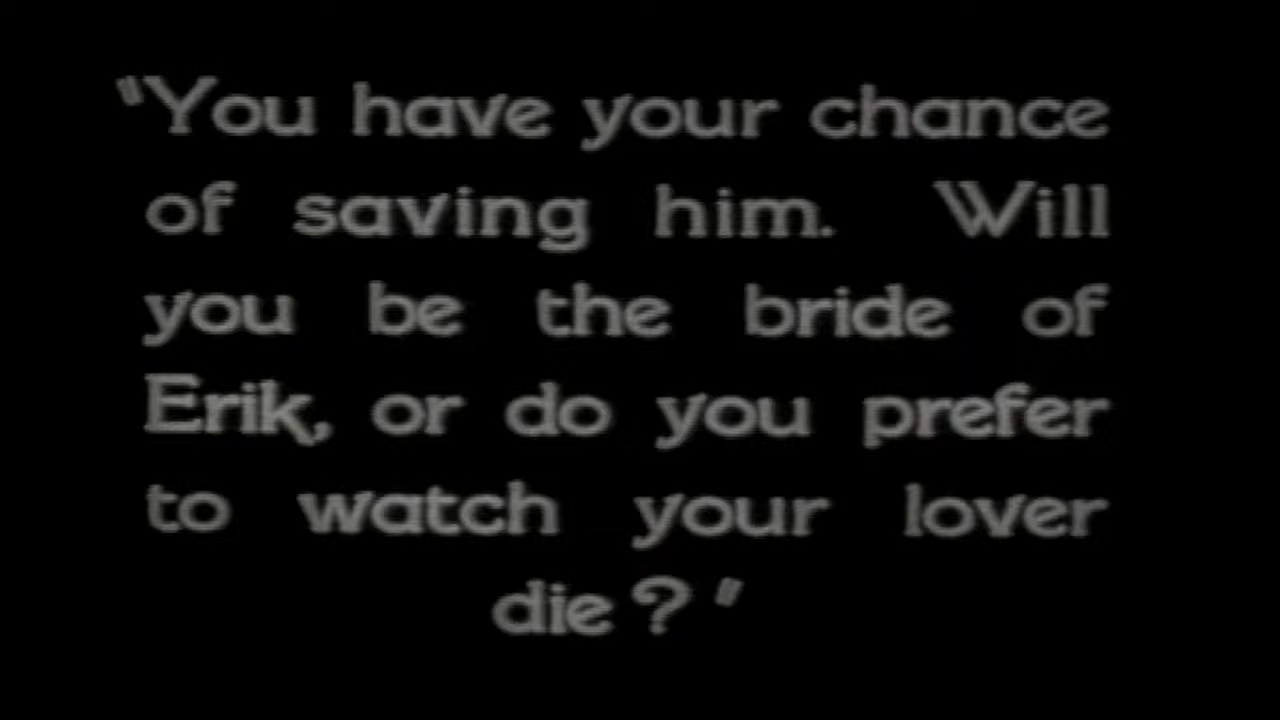 "You have your chance
of saving him. Will
you be the bride of
Erik, or do you prefer
to watch your lover
die?"